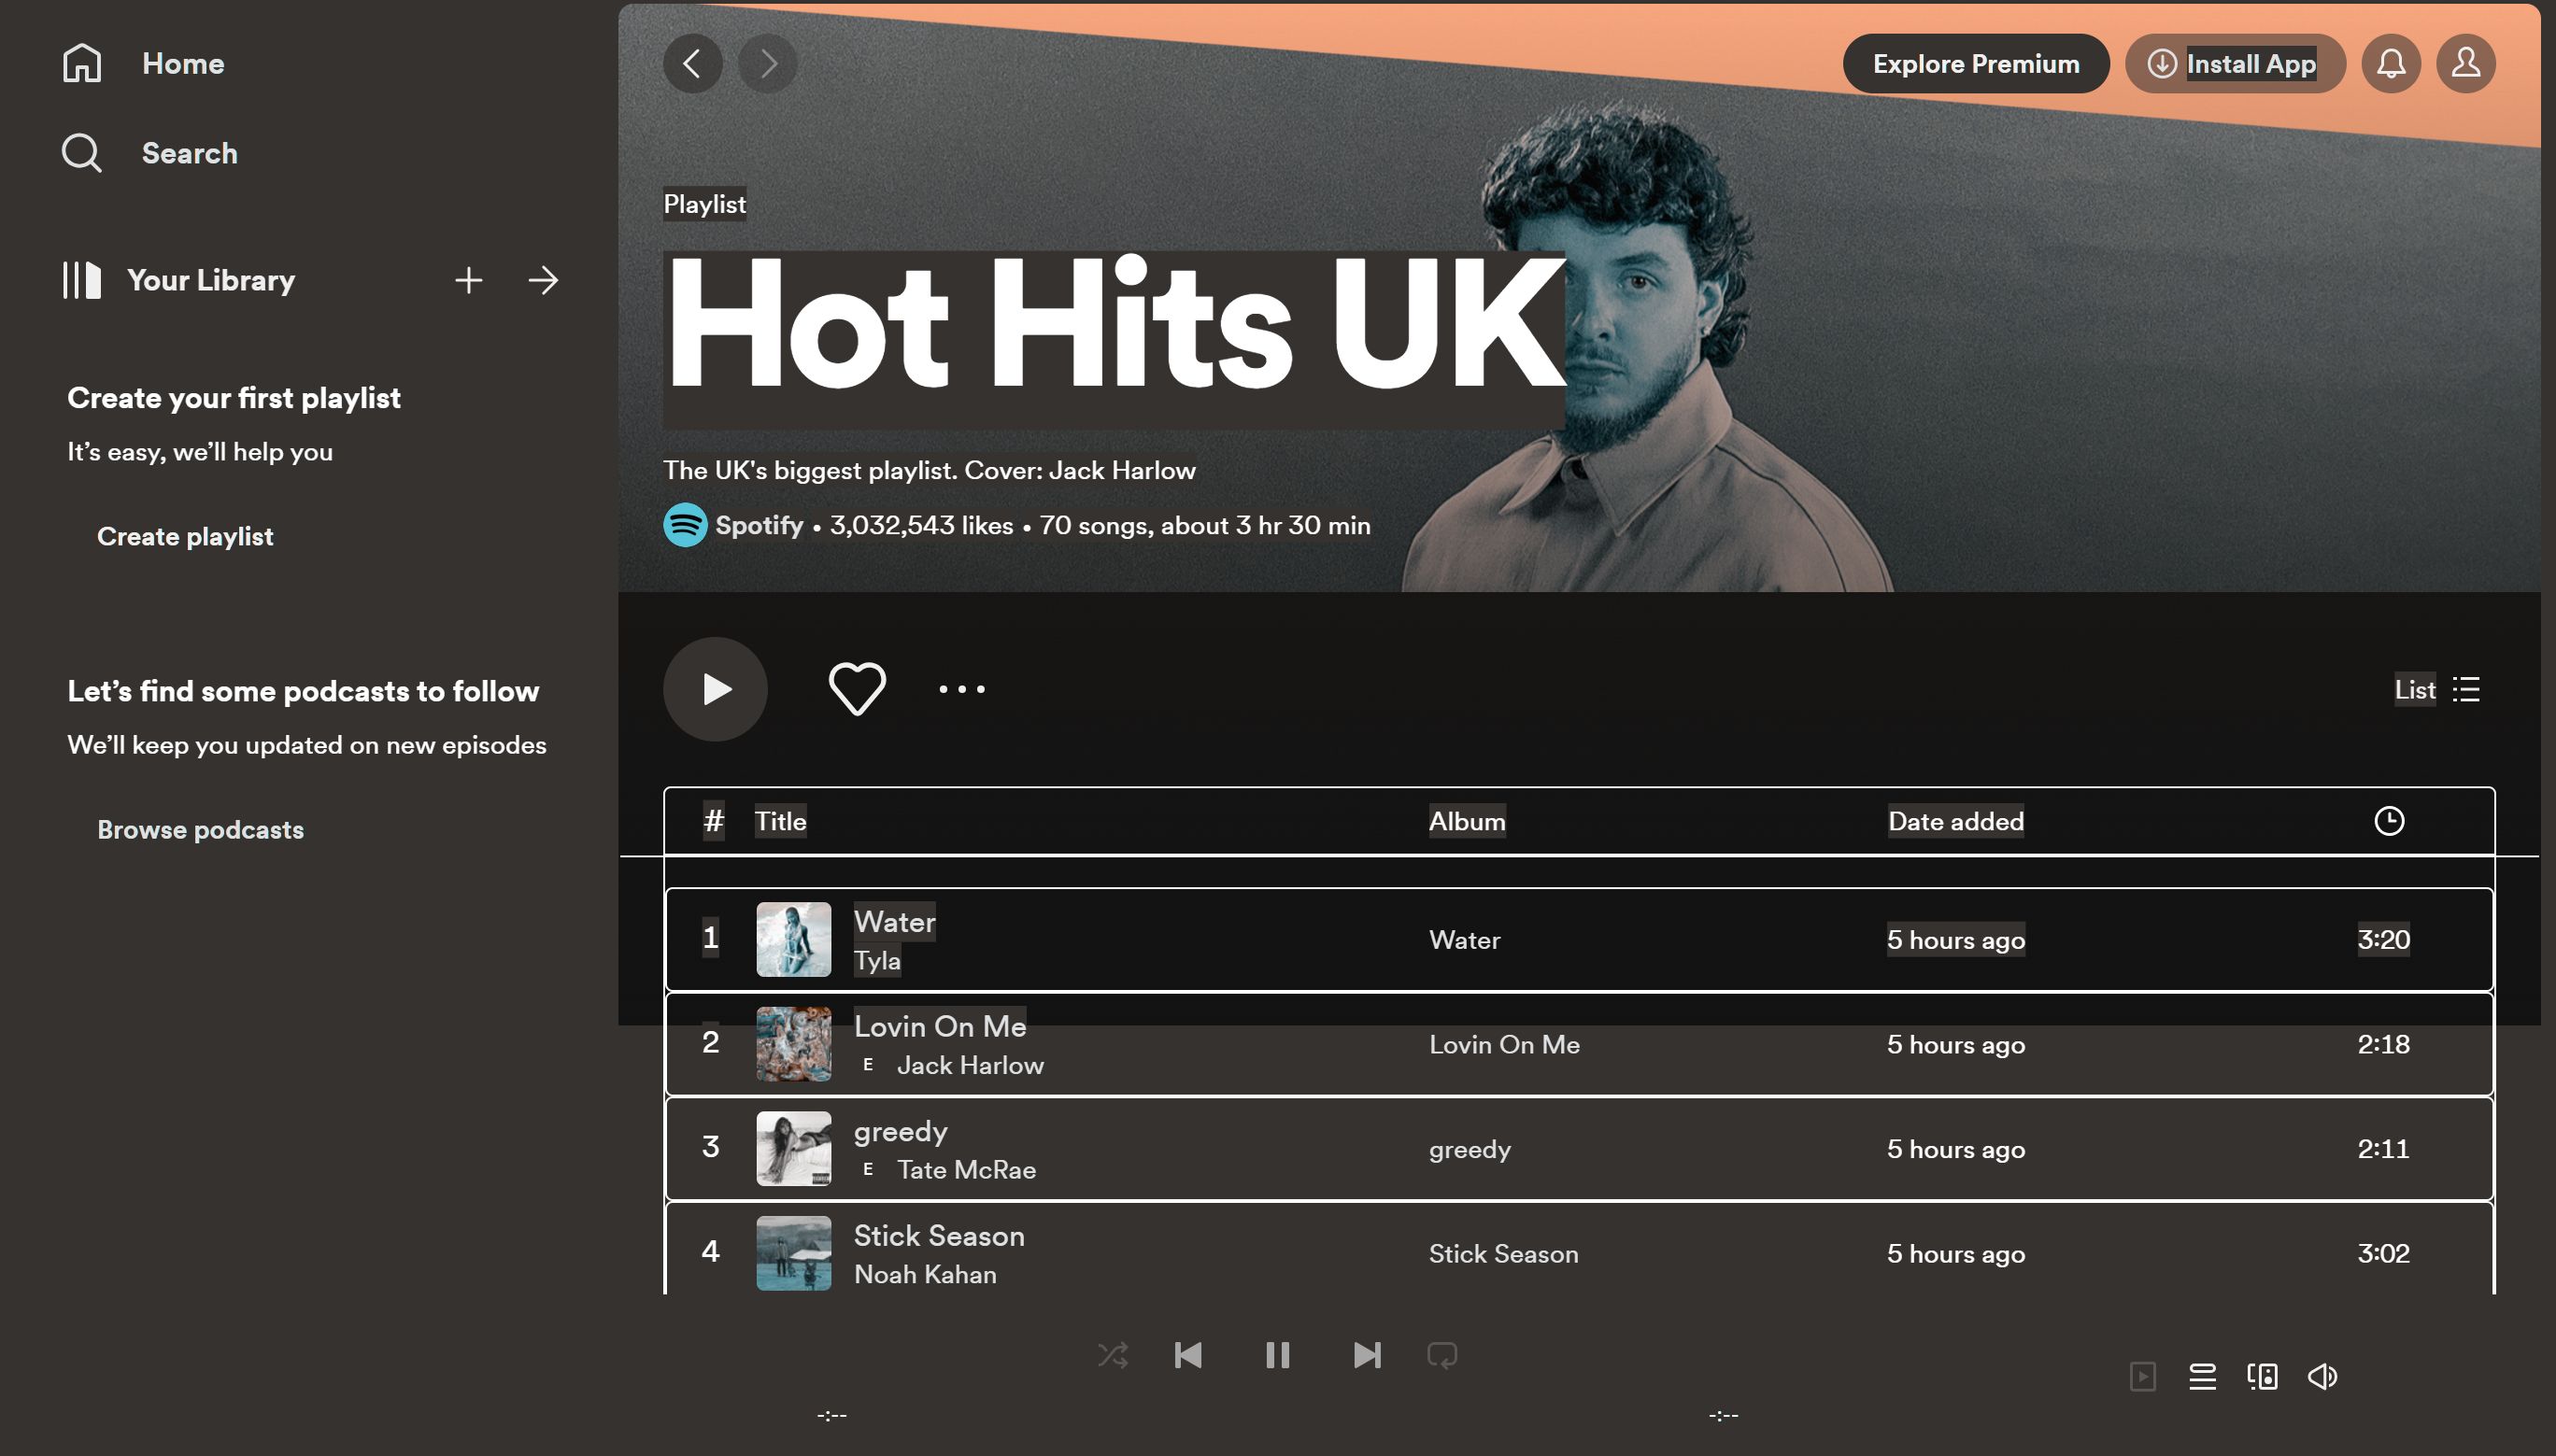 Home
Search
Your Library
Create your first playlist
It's easy, we'll help you
Create playlist
Let's find some podcasts to follow
We'll keep you updated on new episodes
Browse podcasts
Explore Premium
Install App
Playlist
Hot Hits UK
The UK's biggest playlist. Cover: Jack Harlow
Spotify • 3,032,543 likes • 70 songs, about 3 hr 30 min
List
# Title Album Date added
1 Water Water 5 hours ago 3:20
Tyla
2 Lovin On Me Lovin On Me 5 hours ago 2:18
E Jack Harlow
3 greedy greedy 5 hours ago 2:11
E Tate McRae
4 Stick Season Stick Season 5 hours ago 3:02
Noah Kahan
-:-- -:--